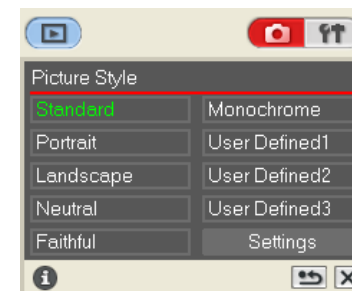 Picture Style
Standard Monochrome
Portrait User Defined1
Landscape User Defined2
Neutral User Defined3
Faithful Settings